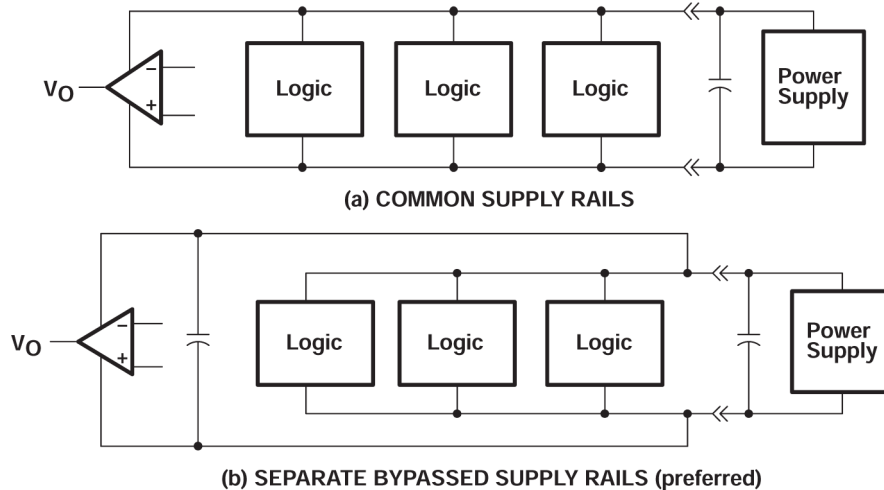 VO
−
+
Logic
Logic
Logic
Power
Supply
(a) COMMON SUPPLY RAILS
VO
−
+
Logic
Logic
Logic
Power
Supply
(b) SEPARATE BYPASSED SUPPLY RAILS (preferred)